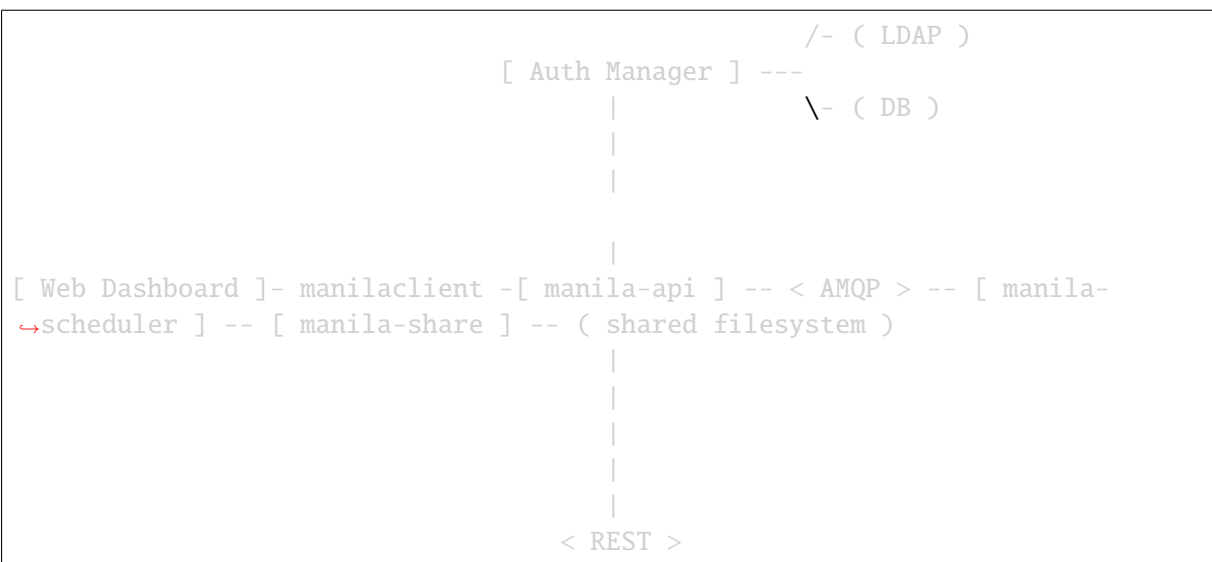 /- ( LDAP )
[ Auth Manager ] ---
| \- ( DB )
|
|
|
[ Web Dashboard ]- manilaclient -[ manila-api ] -- < AMQP > -- [ manila-
↪scheduler ] -- [ manila-share ] -- ( shared filesystem )
|
|
|
|
|
< REST >